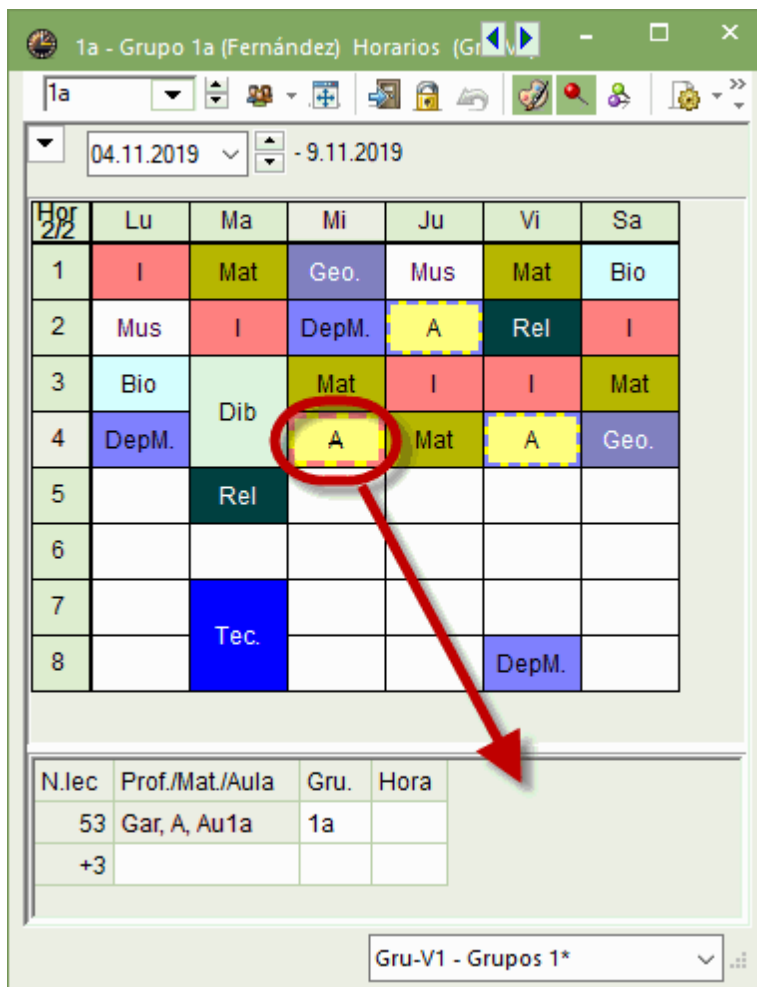 1a - Grupo 1a (Fernández) Horarios (Gr
1a
04.11.2019 - 9.11.2019
Hor 2/2 Lu Ma Mi Ju Vi Sa
1 I Mat Geo. Mus Mat Bio
2 Mus I DepM. A Rel I
3 Bio Dib Mat I I Mat
4 DepM. A Mat A Geo.
5 Rel
6
7 Tec.
8 DepM.
N.lec Prof./Mat./Aula Gru. Hora
53 Gar, A, Au1a 1a
+3
Gru-V1 - Grupos 1*